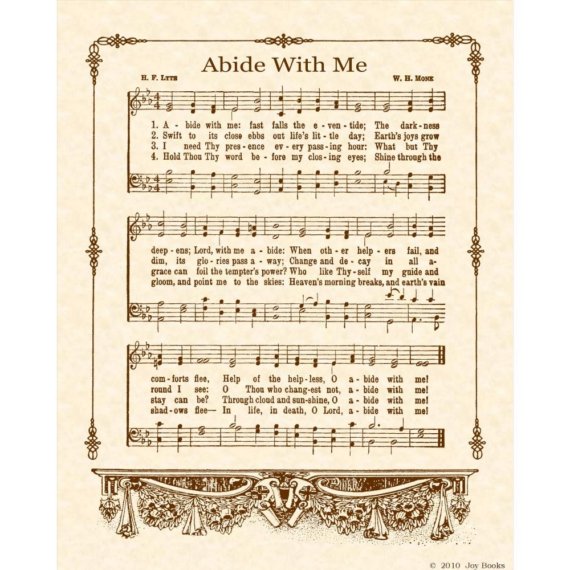 Abide With Me
H. F. Lyte
W. H. Monk
1. A - bide with me: fast falls the e - ven - tide; The dark-ness
2. Swift to its close ebbs out life's lit - tle day; Earth's joys grow
3. I need Thy pres-ence ev-ery pass-ing hour: What but Thy
4. Hold Thou Thy word be - fore my clos-ing eyes; Shine through the
deep-ens; Lord, with me a - bide: When oth-er help - ers fail, and
dim, its glo-ries pass a-way; Change and de - cay in all a-
grace can foil the tempter's power? Who like Thy-self my guide and
gloom, and point me to the skies: Heaven's morning breaks, and earth's vain
com-forts flee, Help of the help-less, O a-bide with me!
round I see: O Thou who changest not, a-bide with me!
stay can be? Through cloud and sun-shine, O a-bide with me!
shad-ows flee— In life, in death, O Lord, a-bide with me!
© 2010 Joy Books